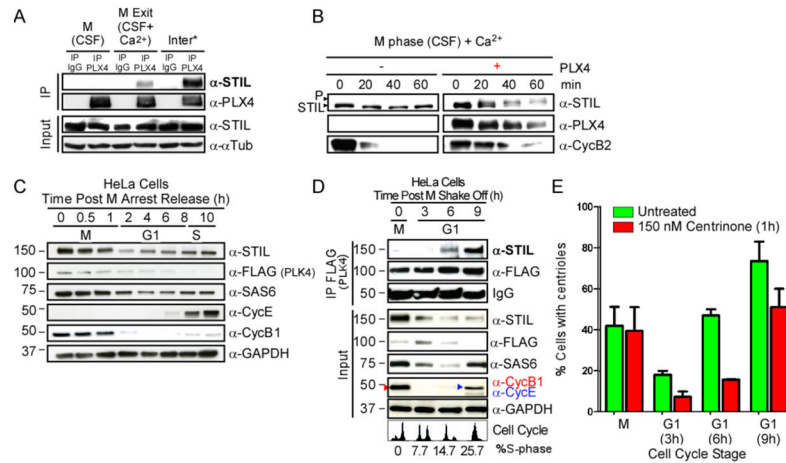 A
M (CSF)
M Exit (CSF+ Ca²⁺)
Inter*
IP IgG
IP PLX4
IP IgG
IP PLX4
IP IgG
IP PLX4
IP
α-STIL
α-PLX4
Input
α-STIL
α-αTub
B
M phase (CSF) + Ca²⁺
- + PLX4
0 20 40 60 0 20 40 60 min
P
STIL
α-STIL
α-PLX4
α-CycB2
C
HeLa Cells
Time Post M Arrest Release (h)
0 0.5 1 2 4 6 8 10
M G1 S
150 α-STIL
100 α-FLAG (PLK4)
75 α-SAS6
50 α-CycE
50 α-CycB1
37 α-GAPDH
D
HeLa Cells
Time Post M Shake Off (h)
0 3 6 9
M G1
IP FLAG (PLK4)
150 α-STIL
100 α-FLAG
50 IgG
Input
150 α-STIL
100 α-FLAG
75 α-SAS6
50 α-CycB1
α-CycE
37 α-GAPDH
Cell Cycle
0 7.7 14.7 25.7 %S-phase
E
Untreated
150 nM Centrinone (1h)
% Cells with centrioles
100
80
60
40
20
0
M G1 (3h) G1 (6h) G1 (9h)
Cell Cycle Stage